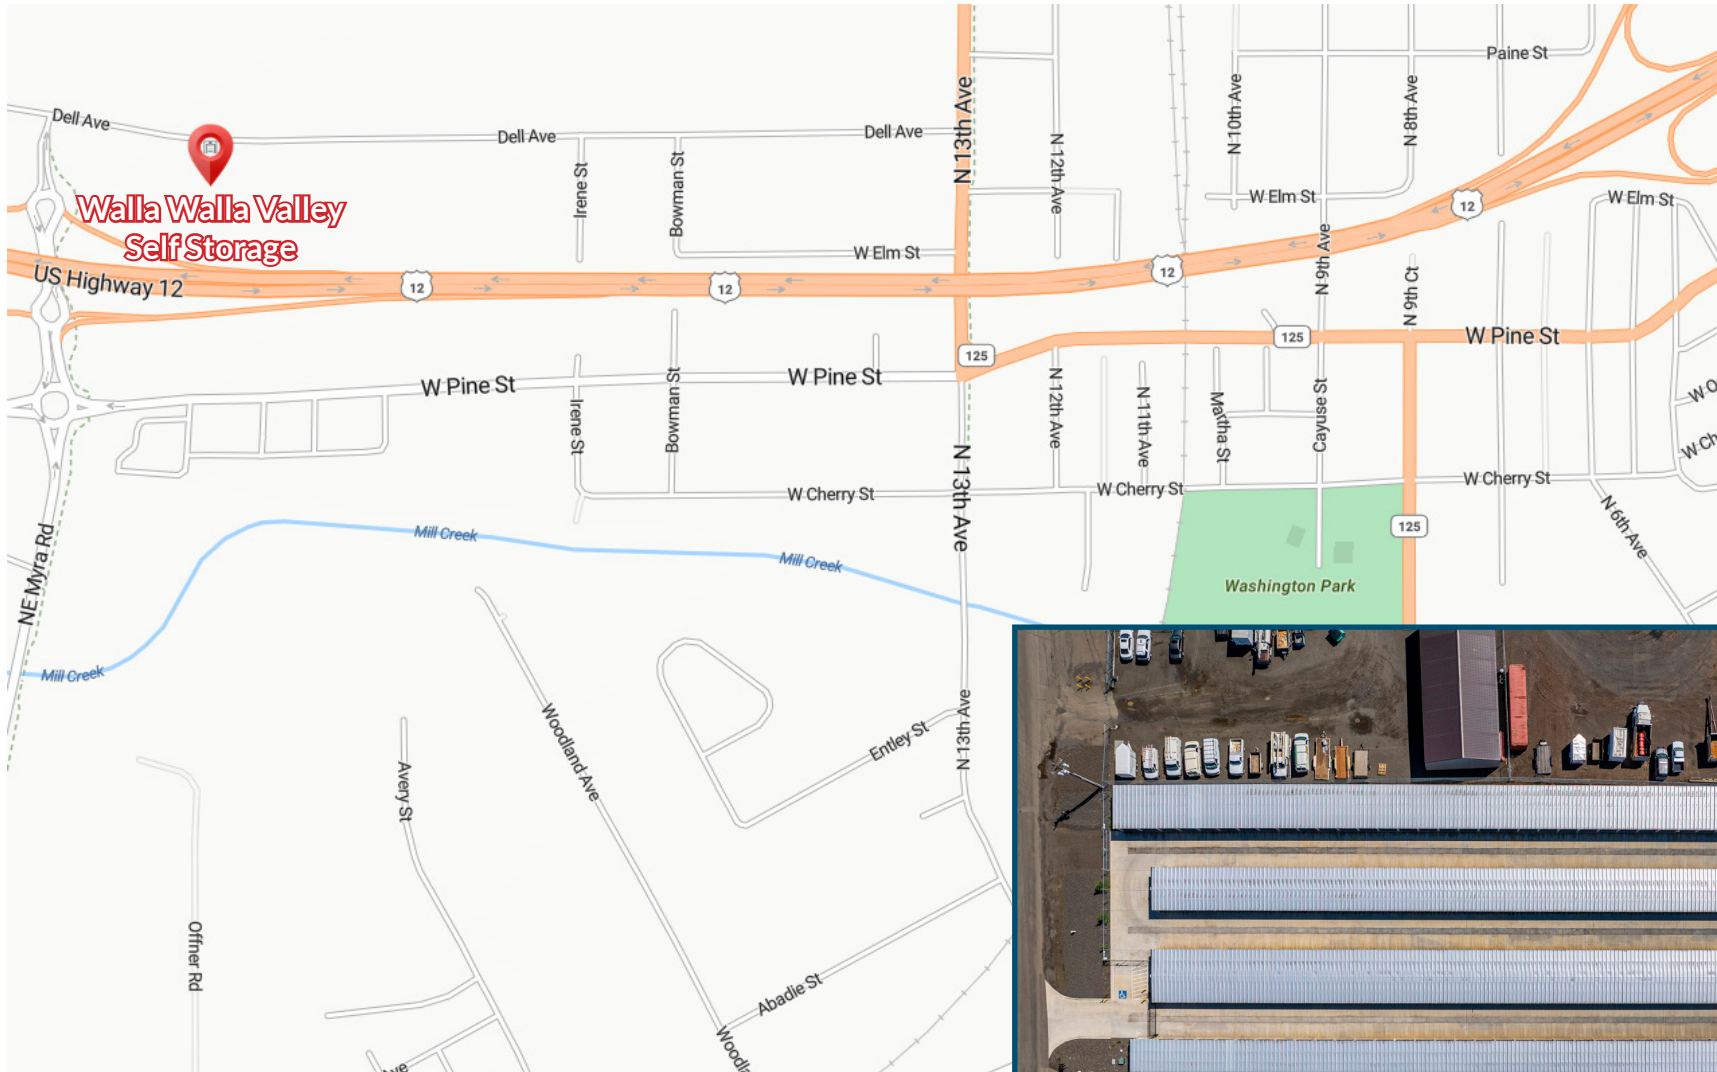 Paine St
N 13th Ave
N 10th Ave
N 8th Ave
Dell Ave
Dell Ave
Dell Ave
N 12th Ave
Irene St
Bowman St
W Elm St
W Elm St
Walla Walla Valley
Self Storage
12
W Elm St
N 9th Ave
12
US Highway 12
12
12
N 9th Ct
125
W Pine St
125
W Pine St
W Pine St
N 12th Ave
N 11th Ave
Martha St
Cayuse St
Irene St
Bowman St
W Cherry St
N 13th Ave
W Cherry St
W Cherry St
125
N 6th Ave
Mill Creek
Mill Creek
NE Myra Rd
Washington Park
Mill Creek
Woodland Ave
Entley St
N 13th Ave
Avery St
Offner Rd
Abadie St